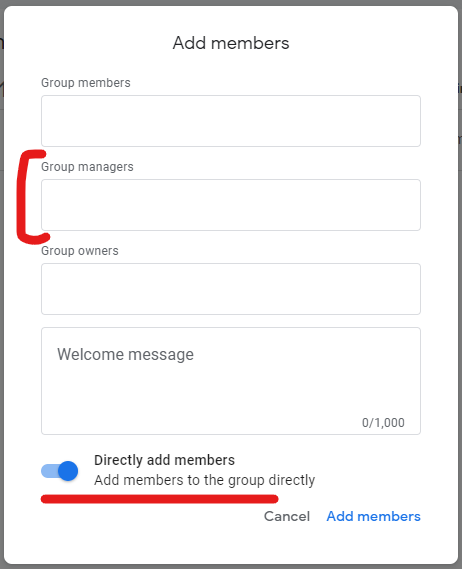 Add members
Group members
Group managers
Group owners
Welcome message
0/1,000
Directly add members
Add members to the group directly
Cancel Add members